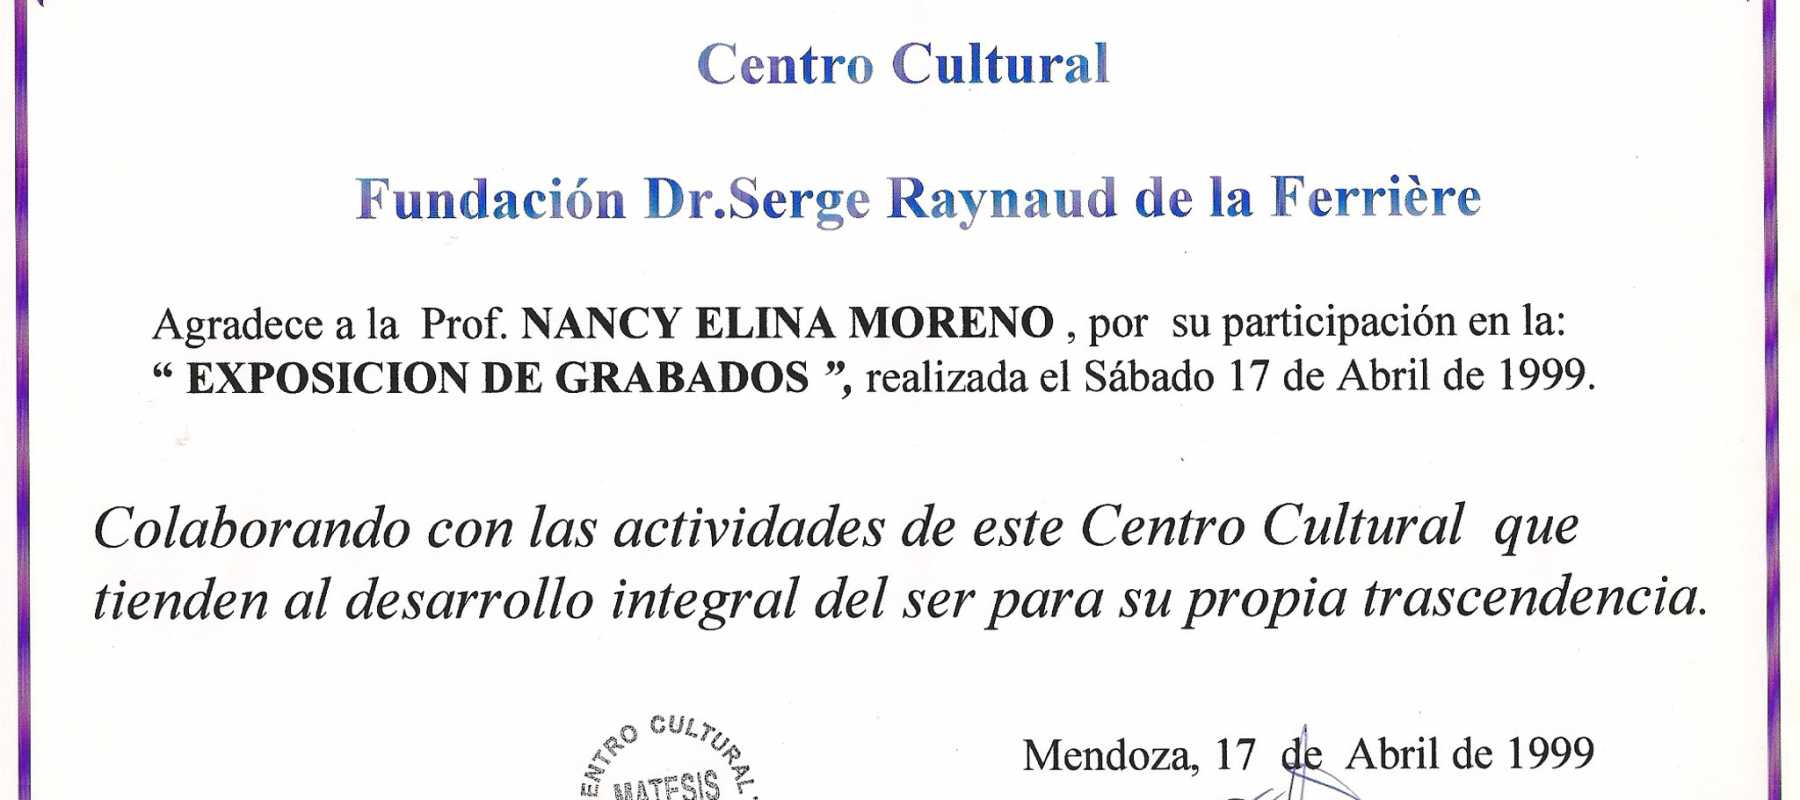 Centro Cultural
Fundación Dr.Serge Raynaud de la Ferrière
Agradece a la Prof. NANCY ELINA MORENO , por su participación en la:
“ EXPOSICION DE GRABADOS ”, realizada el Sábado 17 de Abril de 1999.
Colaborando con las actividades de este Centro Cultural que
tienden al desarrollo integral del ser para su propia trascendencia.
ENTRO CULTURAL
MATESIS
Mendoza, 17 de Abril de 1999